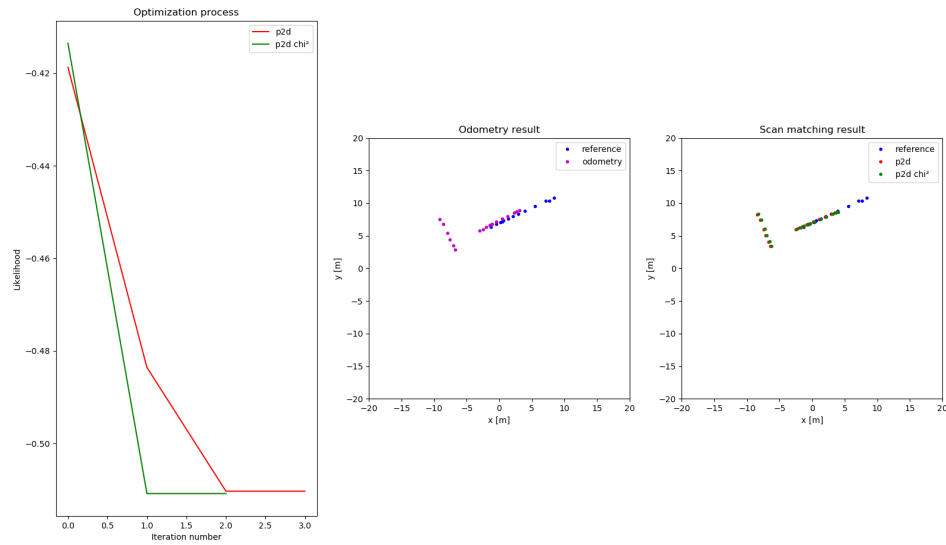 Optimization process
p2d
p2d chi²
−0.42
−0.44
−0.46
−0.48
−0.50
Likelihood
0.0 0.5 1.0 1.5 2.0 2.5 3.0
Iteration number
Odometry result
reference
odometry
20
15
10
5
0
−5
−10
−15
−20
y [m]
−20 −15 −10 −5 0 5 10 15 20
x [m]
Scan matching result
reference
p2d
p2d chi²
20
15
10
5
0
−5
−10
−15
−20
y [m]
−20 −15 −10 −5 0 5 10 15 20
x [m]